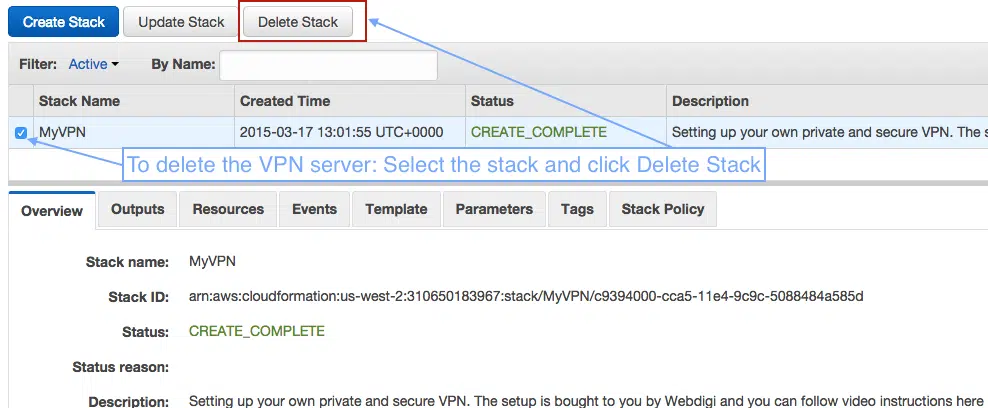 Create Stack Update Stack Delete Stack
Filter: Active By Name:
Stack Name Created Time Status Description
MyVPN 2015-03-17 13:01:55 UTC+0000 CREATE_COMPLETE Setting up your own private and secure VPN. The s
To delete the VPN server: Select the stack and click Delete Stack
Overview Outputs Resources Events Template Parameters Tags Stack Policy
Stack name: MyVPN
Stack ID: arn:aws:cloudformation:us-west-2:310650183967:stack/MyVPN/c9394000-cca5-11e4-9c9c-5088484a585d
Status: CREATE_COMPLETE
Status reason:
Description: Setting up your own private and secure VPN. The setup is bought to you by Webdigi and you can follow video instructions here